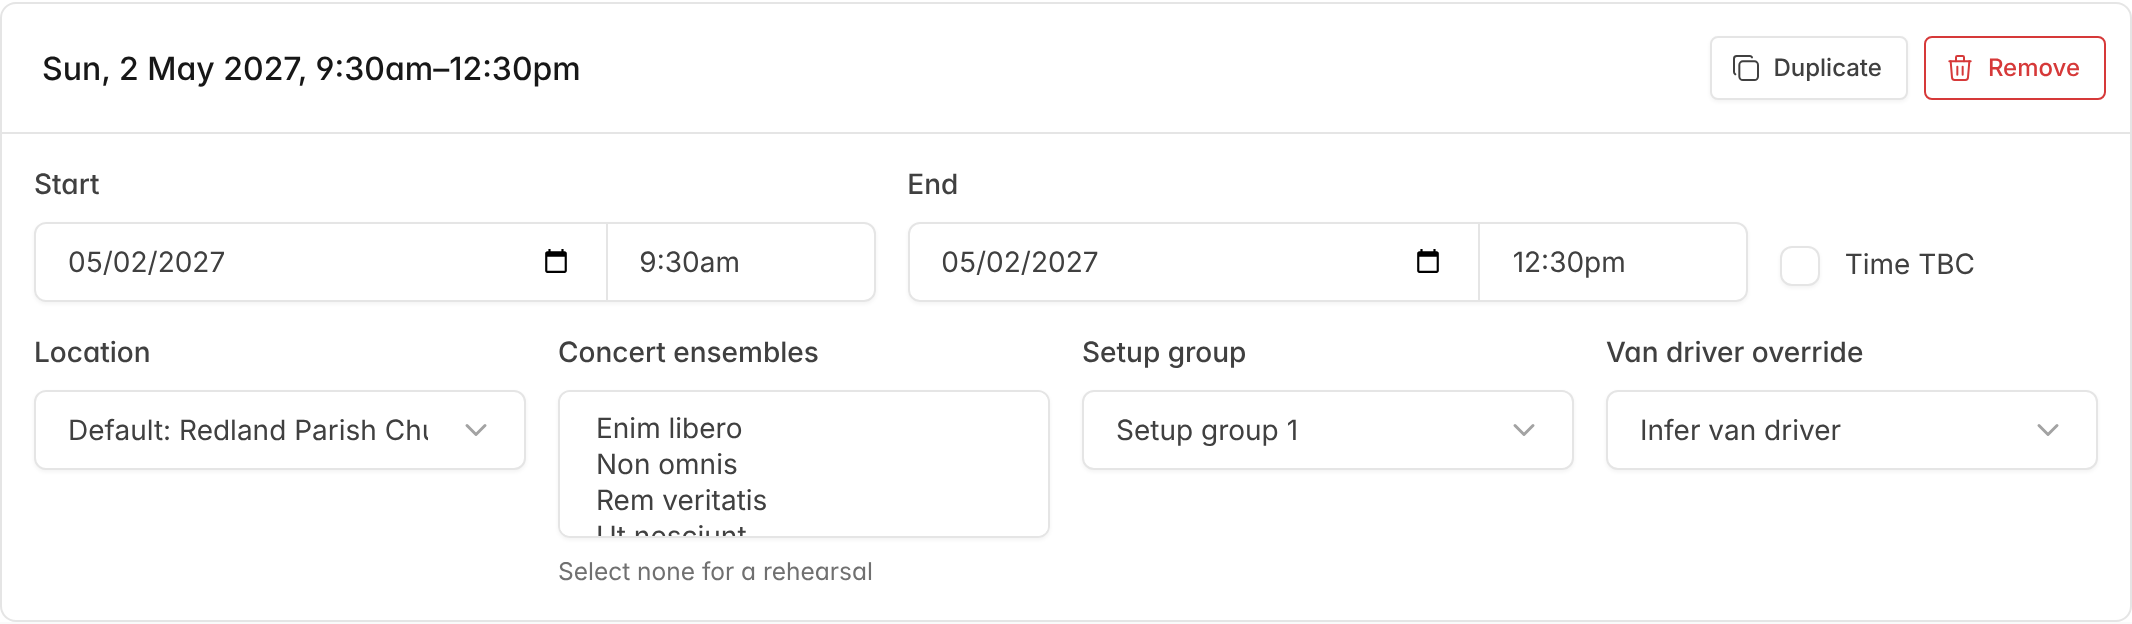 Sun, 2 May 2027, 9:30am–12:30pm
Duplicate
Remove
Start
End
05/02/2027
9:30am
05/02/2027
12:30pm
Time TBC
Location
Concert ensembles
Setup group
Van driver override
Default: Redland Parish Chu
Enim libero
Non omnis
Rem veritatis
Ut nesciunt
Setup group 1
Infer van driver
Select none for a rehearsal